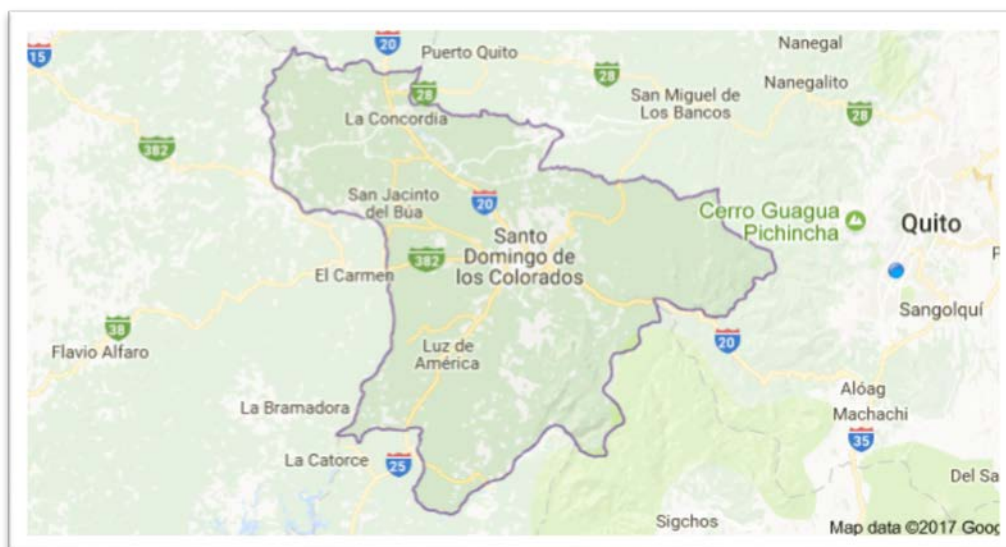 15
20
Puerto Quito
Nanegal
28
Nanegalito
28
San Miguel de
Los Bancos
28
La Concordia
382
San Jacinto
del Búa
20
Cerro Guagua
Pichincha
Quito
Santo
Domingo de
los Colorados
382
El Carmen
Sangolquí
38
Flavio Alfaro
Luz de
América
20
Alóag
Machachi
La Bramadora
35
La Catorce
25
Del Sa
Sigchos
Map data ©2017 Goog